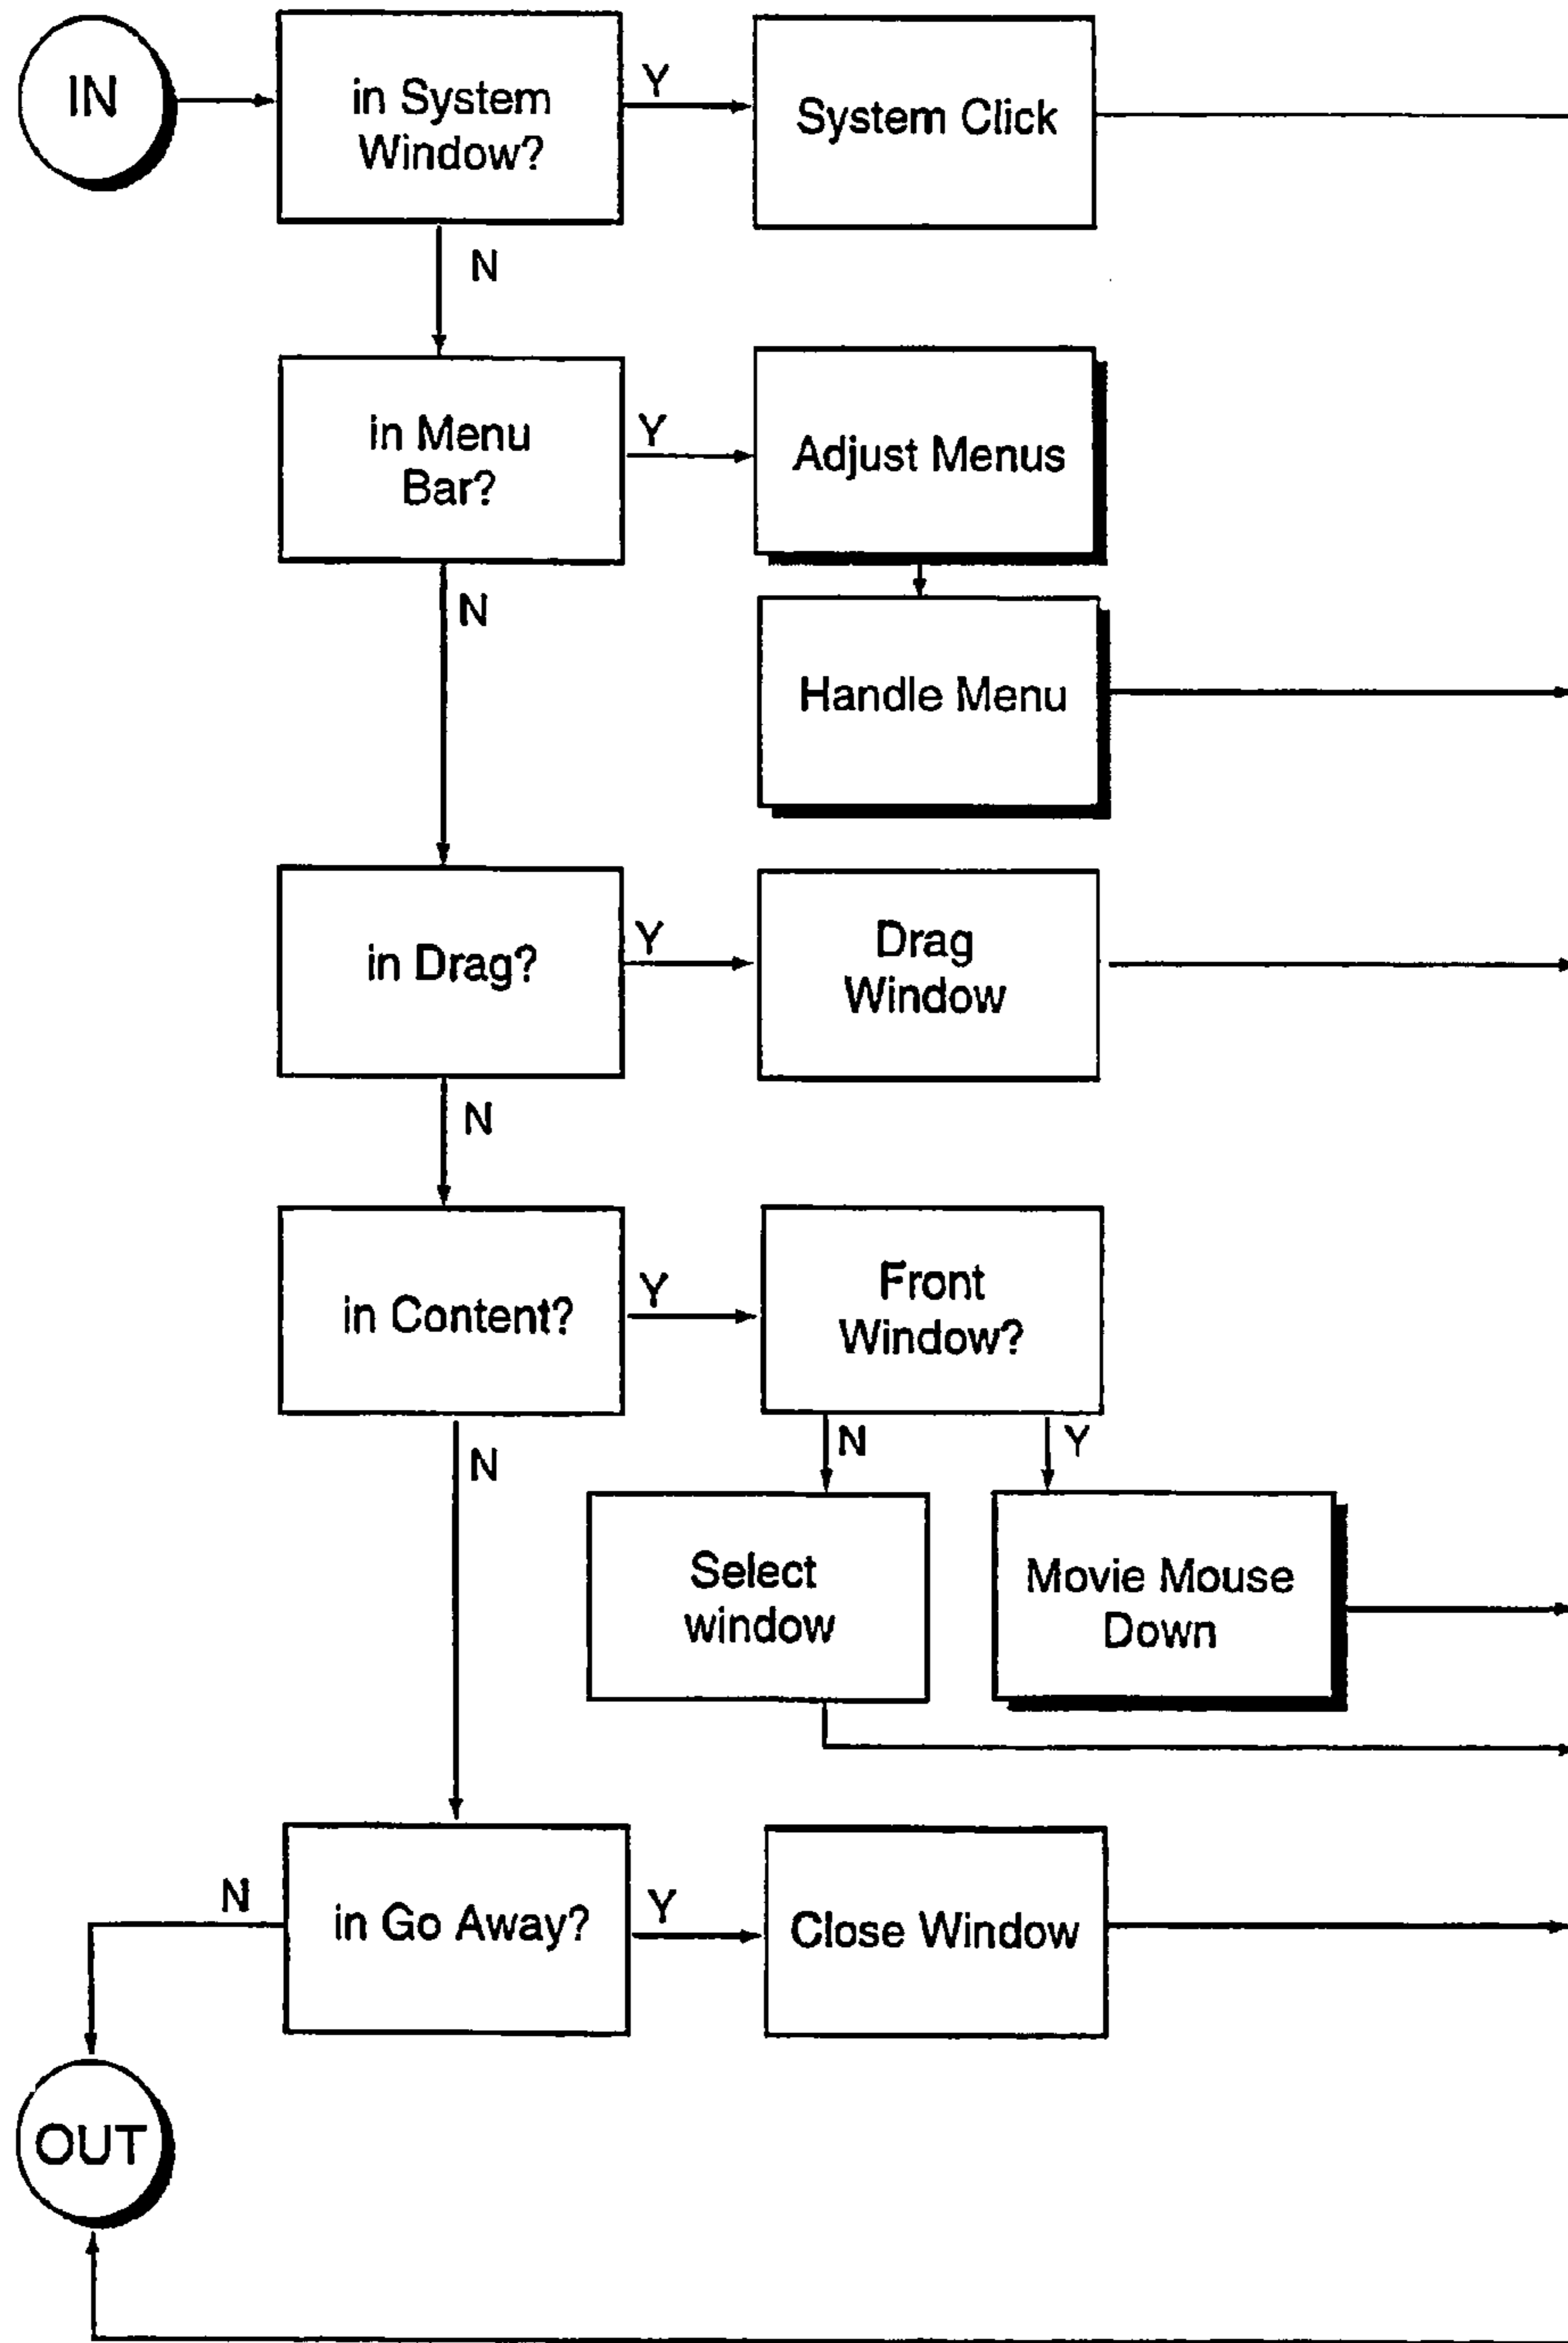 IN
in System
Window?
Y
System Click
N
in Menu
Bar?
Y
Adjust Menus
N
Handle Menu
in Drag?
Y
Drag
Window
N
in Content?
Y
Front
Window?
N
N
Y
Select
window
Movie Mouse
Down
N
in Go Away?
Y
Close Window
OUT